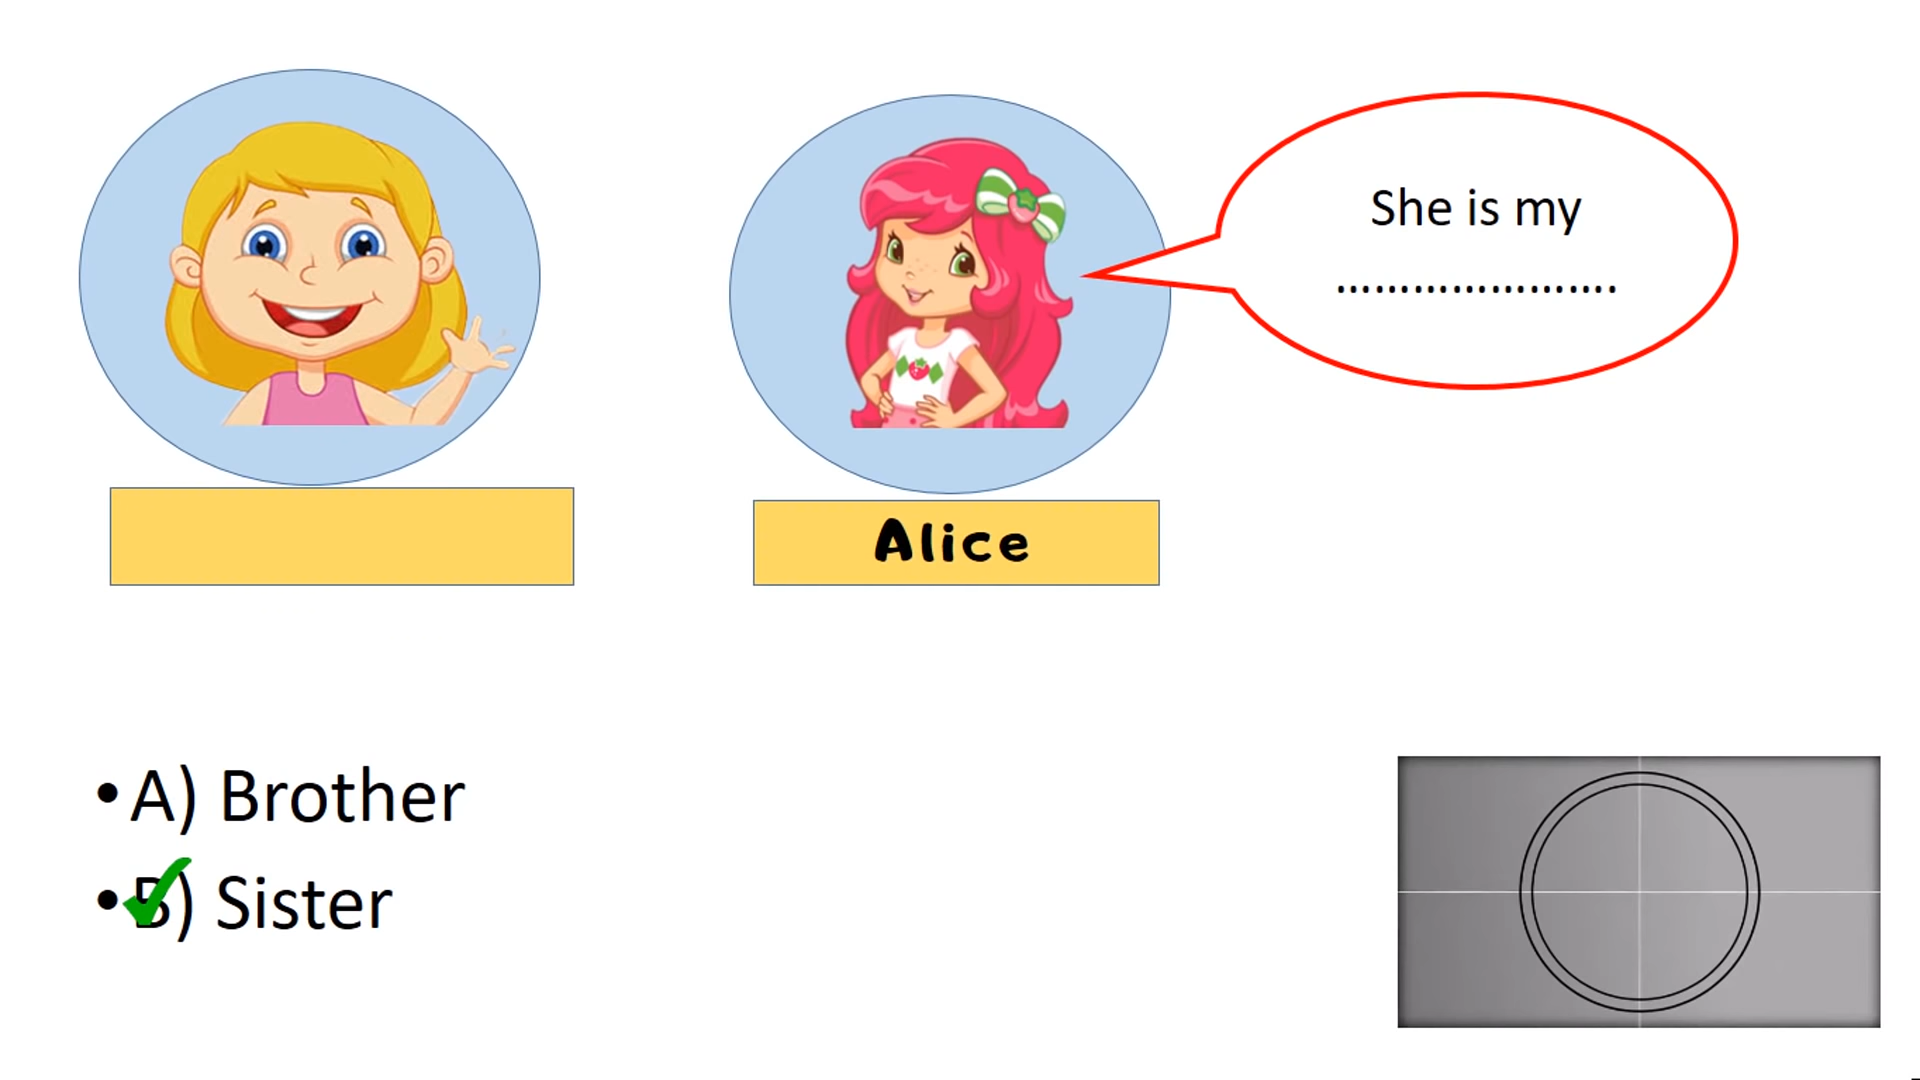 She is my
………………….
Alice
•A) Brother
•B) Sister